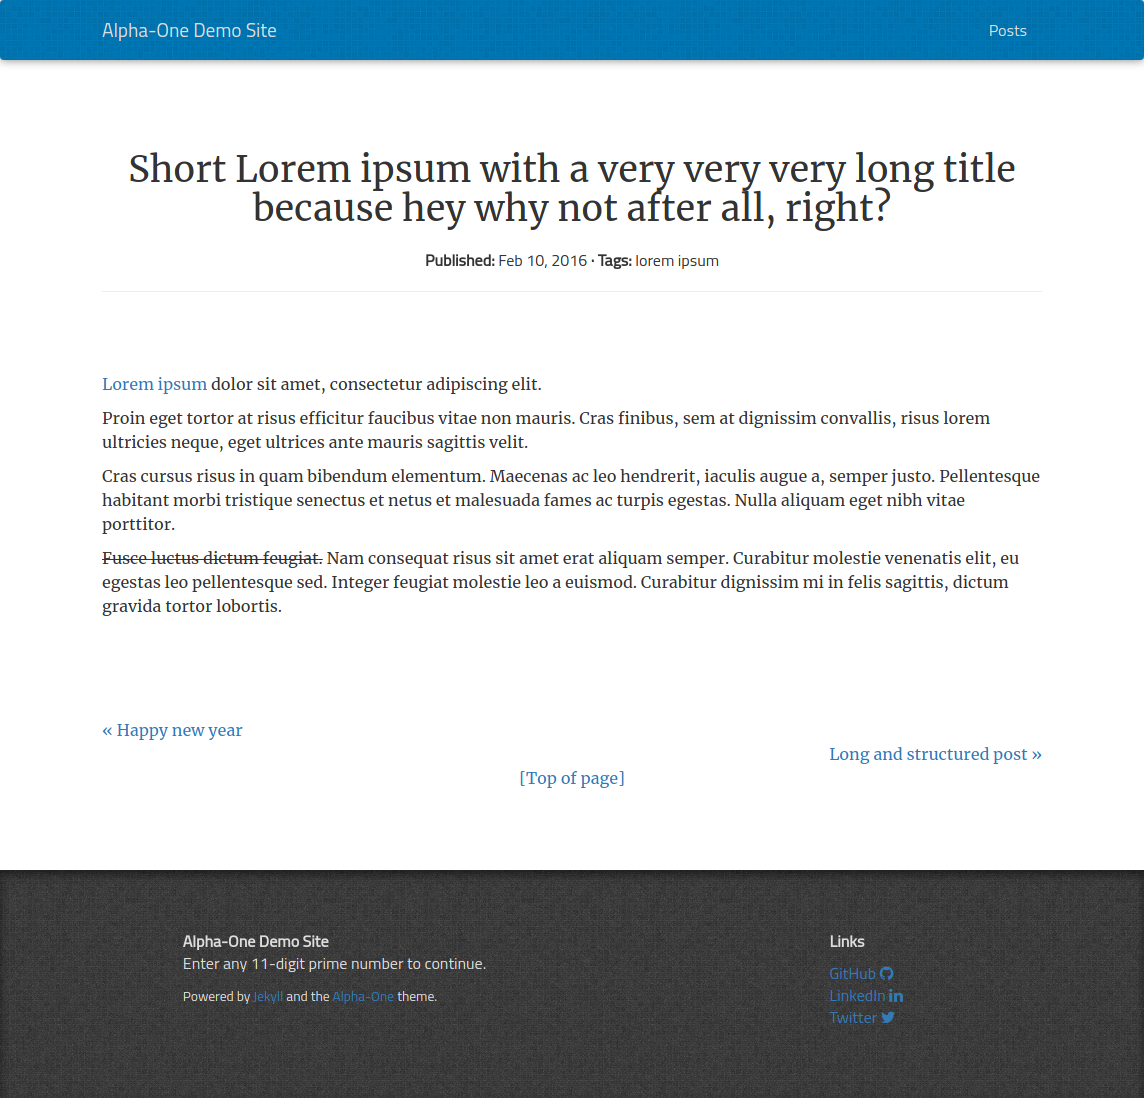 Alpha-One Demo Site
Posts
Short Lorem ipsum with a very very very long title
because hey why not after all, right?
Published: Feb 10, 2016 · Tags: lorem ipsum
Lorem ipsum dolor sit amet, consectetur adipiscing elit.
Proin eget tortor at risus efficitur faucibus vitae non mauris. Cras finibus, sem at dignissim convallis, risus lorem
ultricies neque, eget ultrices ante mauris sagittis velit.
Cras cursus risus in quam bibendum elementum. Maecenas ac leo hendrerit, iaculis augue a, semper justo. Pellentesque
habitant morbi tristique senectus et netus et malesuada fames ac turpis egestas. Nulla aliquam eget nibh vitae
porttitor.
Fusce luctus dictum feugiat. Nam consequat risus sit amet erat aliquam semper. Curabitur molestie venenatis elit, eu
egestas leo pellentesque sed. Integer feugiat molestie leo a euismod. Curabitur dignissim mi in felis sagittis, dictum
gravida tortor lobortis.
« Happy new year
Long and structured post »
[Top of page]
Alpha-One Demo Site
Enter any 11-digit prime number to continue.
Powered by Jekyll and the Alpha-One theme.
Links
GitHub
LinkedIn
Twitter